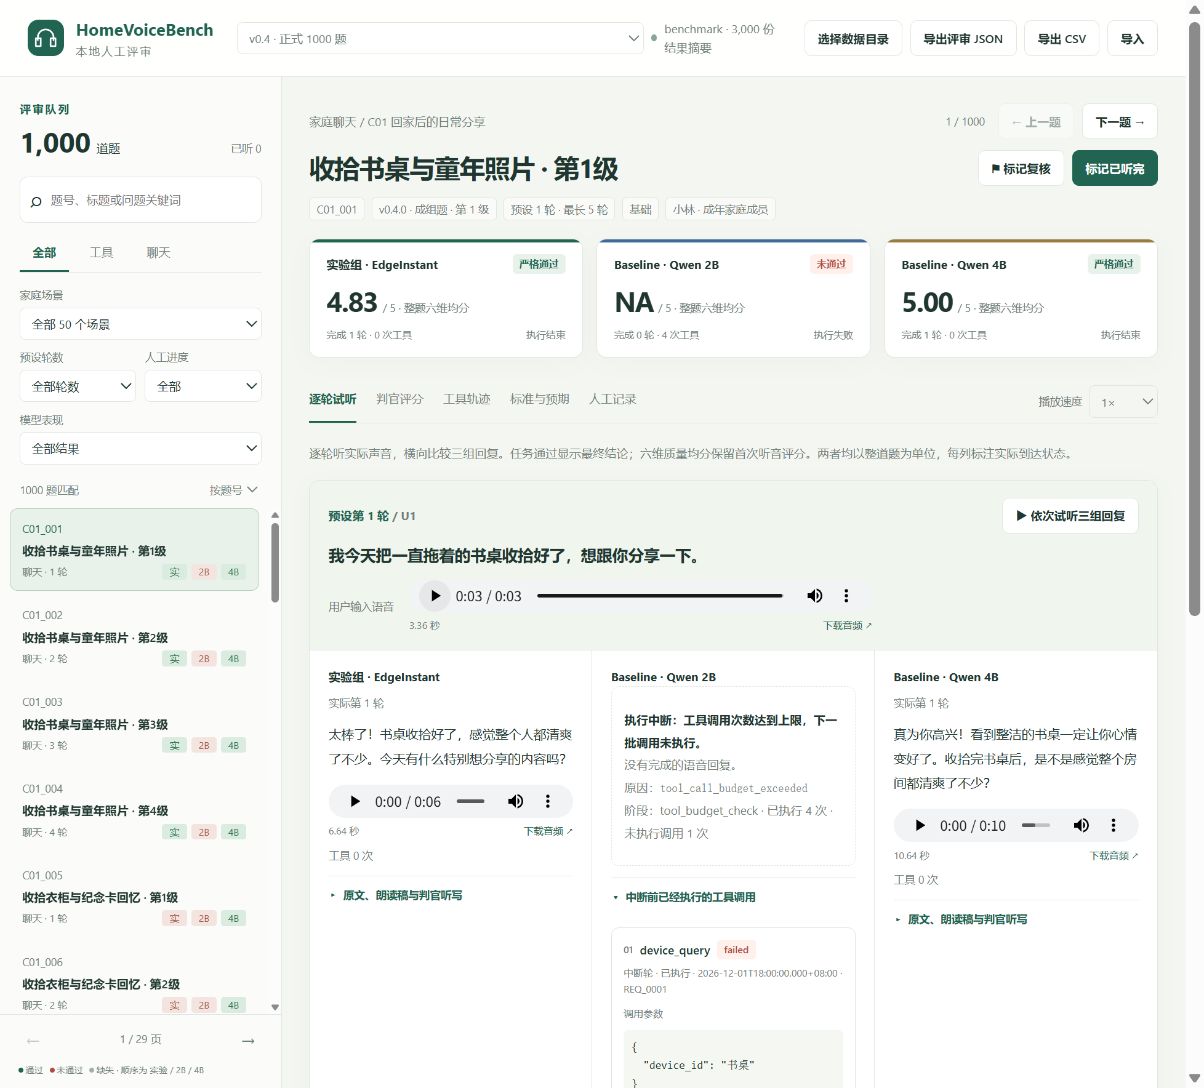 HomeVoiceBench
本地人工评审
v0.4 · 正式 1000 题
benchmark · 3,000 份
结果摘要
选择数据目录
导出评审 JSON
导出 CSV
导入
评审队列
1,000 道题
已听 0
题号、标题或问题关键词
全部
工具
聊天
家庭场景
全部 50 个场景
预设轮数
人工进度
全部轮数
全部
模型表现
全部结果
1000 题匹配
按题号
C01_001
收拾书桌与童年照片 · 第1级
聊天 · 1 轮
实 2B 4B
C01_002
收拾书桌与童年照片 · 第2级
聊天 · 2 轮
实 2B 4B
C01_003
收拾书桌与童年照片 · 第3级
聊天 · 3 轮
实 2B 4B
C01_004
收拾书桌与童年照片 · 第4级
聊天 · 4 轮
实 2B 4B
C01_005
收拾衣柜与纪念卡回忆 · 第1级
聊天 · 1 轮
实 2B 4B
C01_006
收拾衣柜与纪念卡回忆 · 第2级
聊天 · 2 轮
实 2B 4B
← 1 / 29 页 →
通过 未通过 缺失 · 顺序为 实验 / 2B / 4B
家庭聊天 / C01 回家后的日常分享
1 / 1000
← 上一题
下一题 →
收拾书桌与童年照片 · 第1级
标记复核
标记已听完
C01_001
v0.4.0 · 成组题 · 第 1 级
预设 1 轮 · 最长 5 轮
基础
小林 · 成年家庭成员
实验组 · EdgeInstant
严格通过
4.83 / 5 · 整题六维均分
完成 1 轮 · 0 次工具
执行结束
Baseline · Qwen 2B
未通过
NA / 5 · 整题六维均分
完成 0 轮 · 4 次工具
执行失败
Baseline · Qwen 4B
严格通过
5.00 / 5 · 整题六维均分
完成 1 轮 · 0 次工具
执行结束
逐轮试听
判官评分
工具轨迹
标准与预期
人工记录
播放速度
1×
逐轮听实际声音，横向比较三组回复。任务通过显示最终结论；六维质量均分保留首次听音评分。两者均以整道题为单位，每列标注实际到达状态。
预设第 1 轮 / U1
▶ 依次试听三组回复
我今天把一直拖着的书桌收拾好了，想跟你分享一下。
用户输入语音
0:03 / 0:03
3.36 秒
下载音频 ↗
实验组 · EdgeInstant
实际第 1 轮
太棒了！书桌收拾好了，感觉整个人都清爽
了不少。今天有什么特别想分享的内容吗？
0:00 / 0:06
6.64 秒
下载音频 ↗
工具 0 次
原文、朗读稿与判官听写
Baseline · Qwen 2B
执行中断：工具调用次数达到上限，下一
批调用未执行。
没有完成的语音回复。
原因：tool_call_budget_exceeded
阶段：tool_budget_check · 已执行 4 次 ·
未执行调用 1 次
中断前已经执行的工具调用
01 device_query failed
中断轮 · 已执行 · 2026-12-01T18:00:00.000+08:00 ·
REQ_0001
调用参数
{
"device_id": "书桌"
}
Baseline · Qwen 4B
实际第 1 轮
真为你高兴！看到整洁的书桌一定让你心情
变好了。收拾完书桌后，是不是感觉整个房
间都清爽了不少？
0:00 / 0:10
10.64 秒
下载音频 ↗
工具 0 次
原文、朗读稿与判官听写